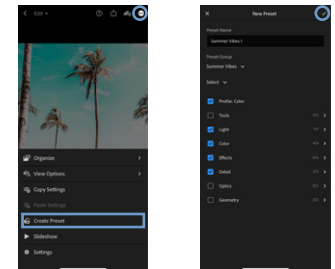 Edit
Organize
View Options
Copy Settings
Paste Settings
Create Preset
Slideshow
Settings
New Preset
Preset Name
Summer Vibes 1
Preset Group
Summer Vibes
Select
Profile: Color
Tools
Light
Color
Effects
Detail
Optics
Geometry